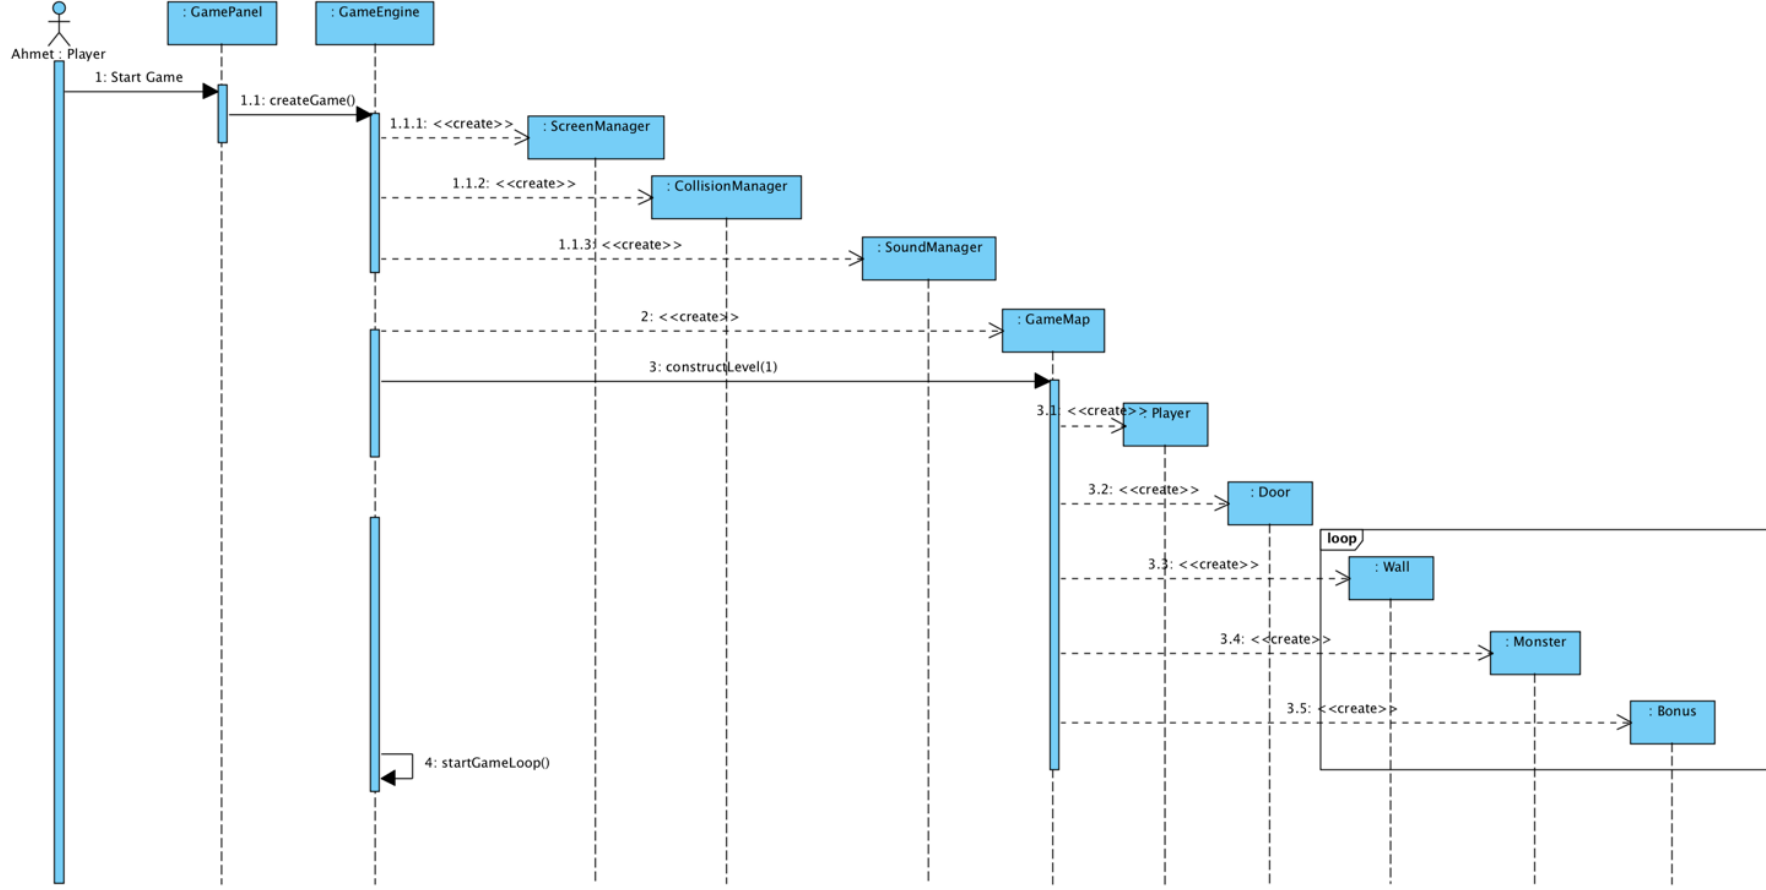 : GamePanel
: GameEngine
Ahmet : Player
1: Start Game
1.1: createGame()
1.1.1: <<create>>
: ScreenManager
1.1.2: <<create>>
: CollisionManager
1.1.3: <<create>>
: SoundManager
2: <<create>>
: GameMap
3: constructLevel(1)
3.1: <<create>>
: Player
3.2: <<create>>
: Door
loop
3.3: <<create>>
: Wall
3.4: <<create>>
: Monster
3.5: <<create>>
: Bonus
4: startGameLoop()